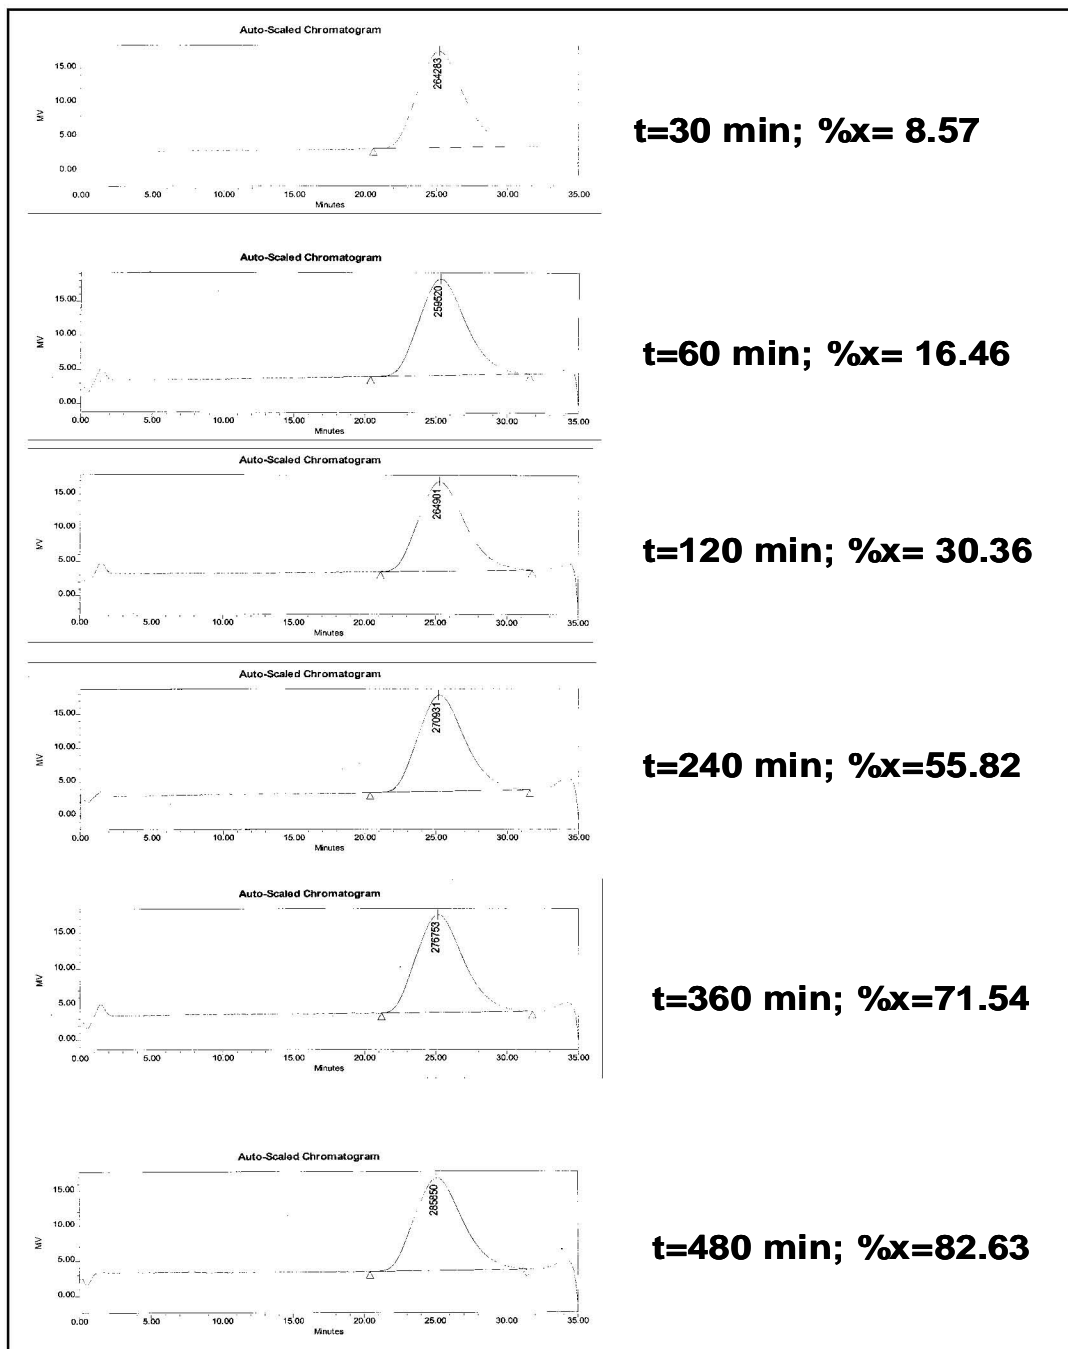 Auto-Scaled Chromatogram
264283
15.00
10.00
5.00
0.00
MV
0.00 5.00 10.00 15.00 20.00 25.00 30.00 35.00
Minutes
t=30 min; %x= 8.57
Auto-Scaled Chromatogram
259520
15.00
10.00
5.00
0.00
MV
0.00 5.00 10.00 15.00 20.00 25.00 30.00 35.00
Minutes
t=60 min; %x= 16.46
Auto-Scaled Chromatogram
264901
15.00
10.00
5.00
0.00
MV
0.00 5.00 10.00 15.00 20.00 25.00 30.00 35.00
Minutes
t=120 min; %x= 30.36
Auto-Scaled Chromatogram
270931
15.00
10.00
5.00
0.00
MV
0.00 5.00 10.00 15.00 20.00 25.00 30.00 35.00
Minutes
t=240 min; %x=55.82
Auto-Scaled Chromatogram
276753
15.00
10.00
5.00
0.00
MV
0.00 5.00 10.00 15.00 20.00 25.00 30.00 35.00
Minutes
t=360 min; %x=71.54
Auto-Scaled Chromatogram
285850
15.00
10.00
5.00
0.00
MV
0.00 5.00 10.00 15.00 20.00 25.00 30.00 35.00
Minutes
t=480 min; %x=82.63